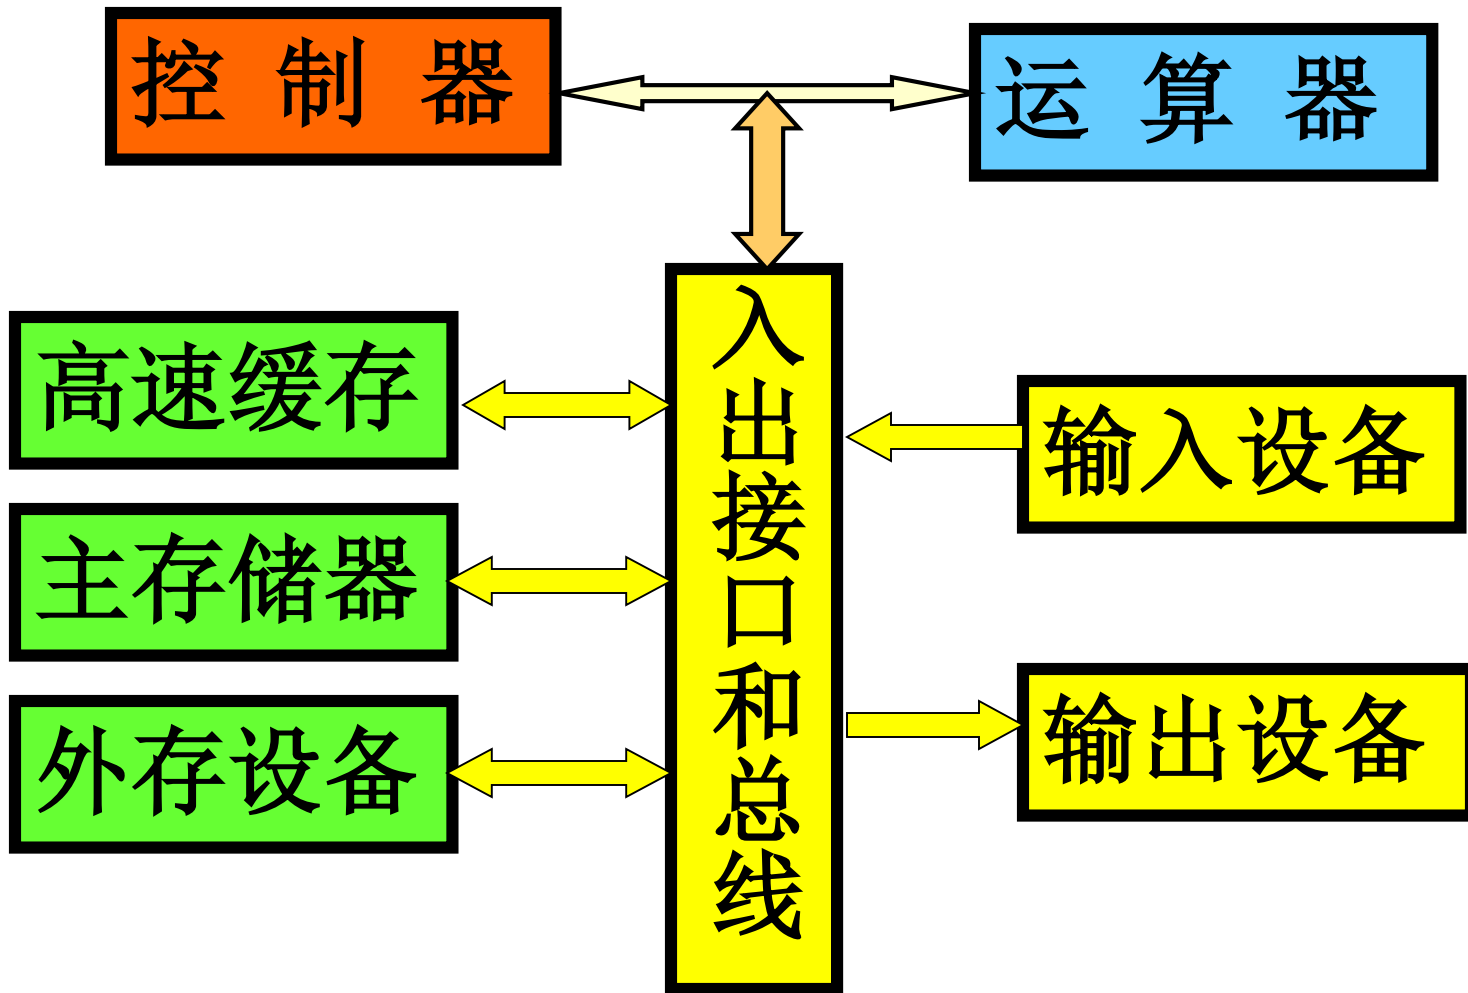 控 制 器
运 算 器
入出接口和总线
高速缓存
主存储器
外存设备
输入设备
输出设备